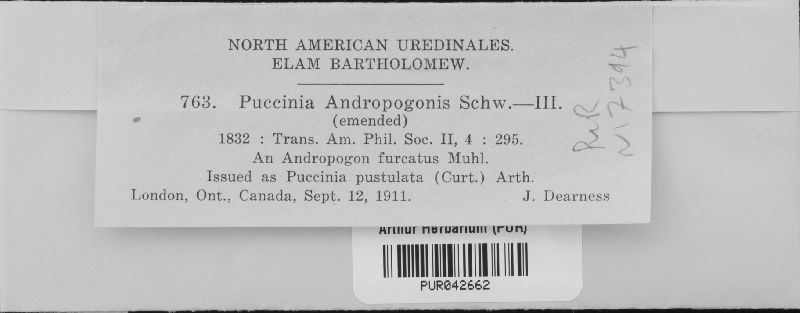 NORTH AMERICAN UREDINALES.
ELAM BARTHOLOMEW.
763. Puccinia Andropogonis Schw.—III.
(emended)
1832 : Trans. Am. Phil. Soc. II, 4 : 295.
An Andropogon furcatus Muhl.
Issued as Puccinia pustulata (Curt.) Arth.
London, Ont., Canada, Sept. 12, 1911. J. Dearness
PUR
N17394
Arthur Herbarium (PUR)
PUR042662